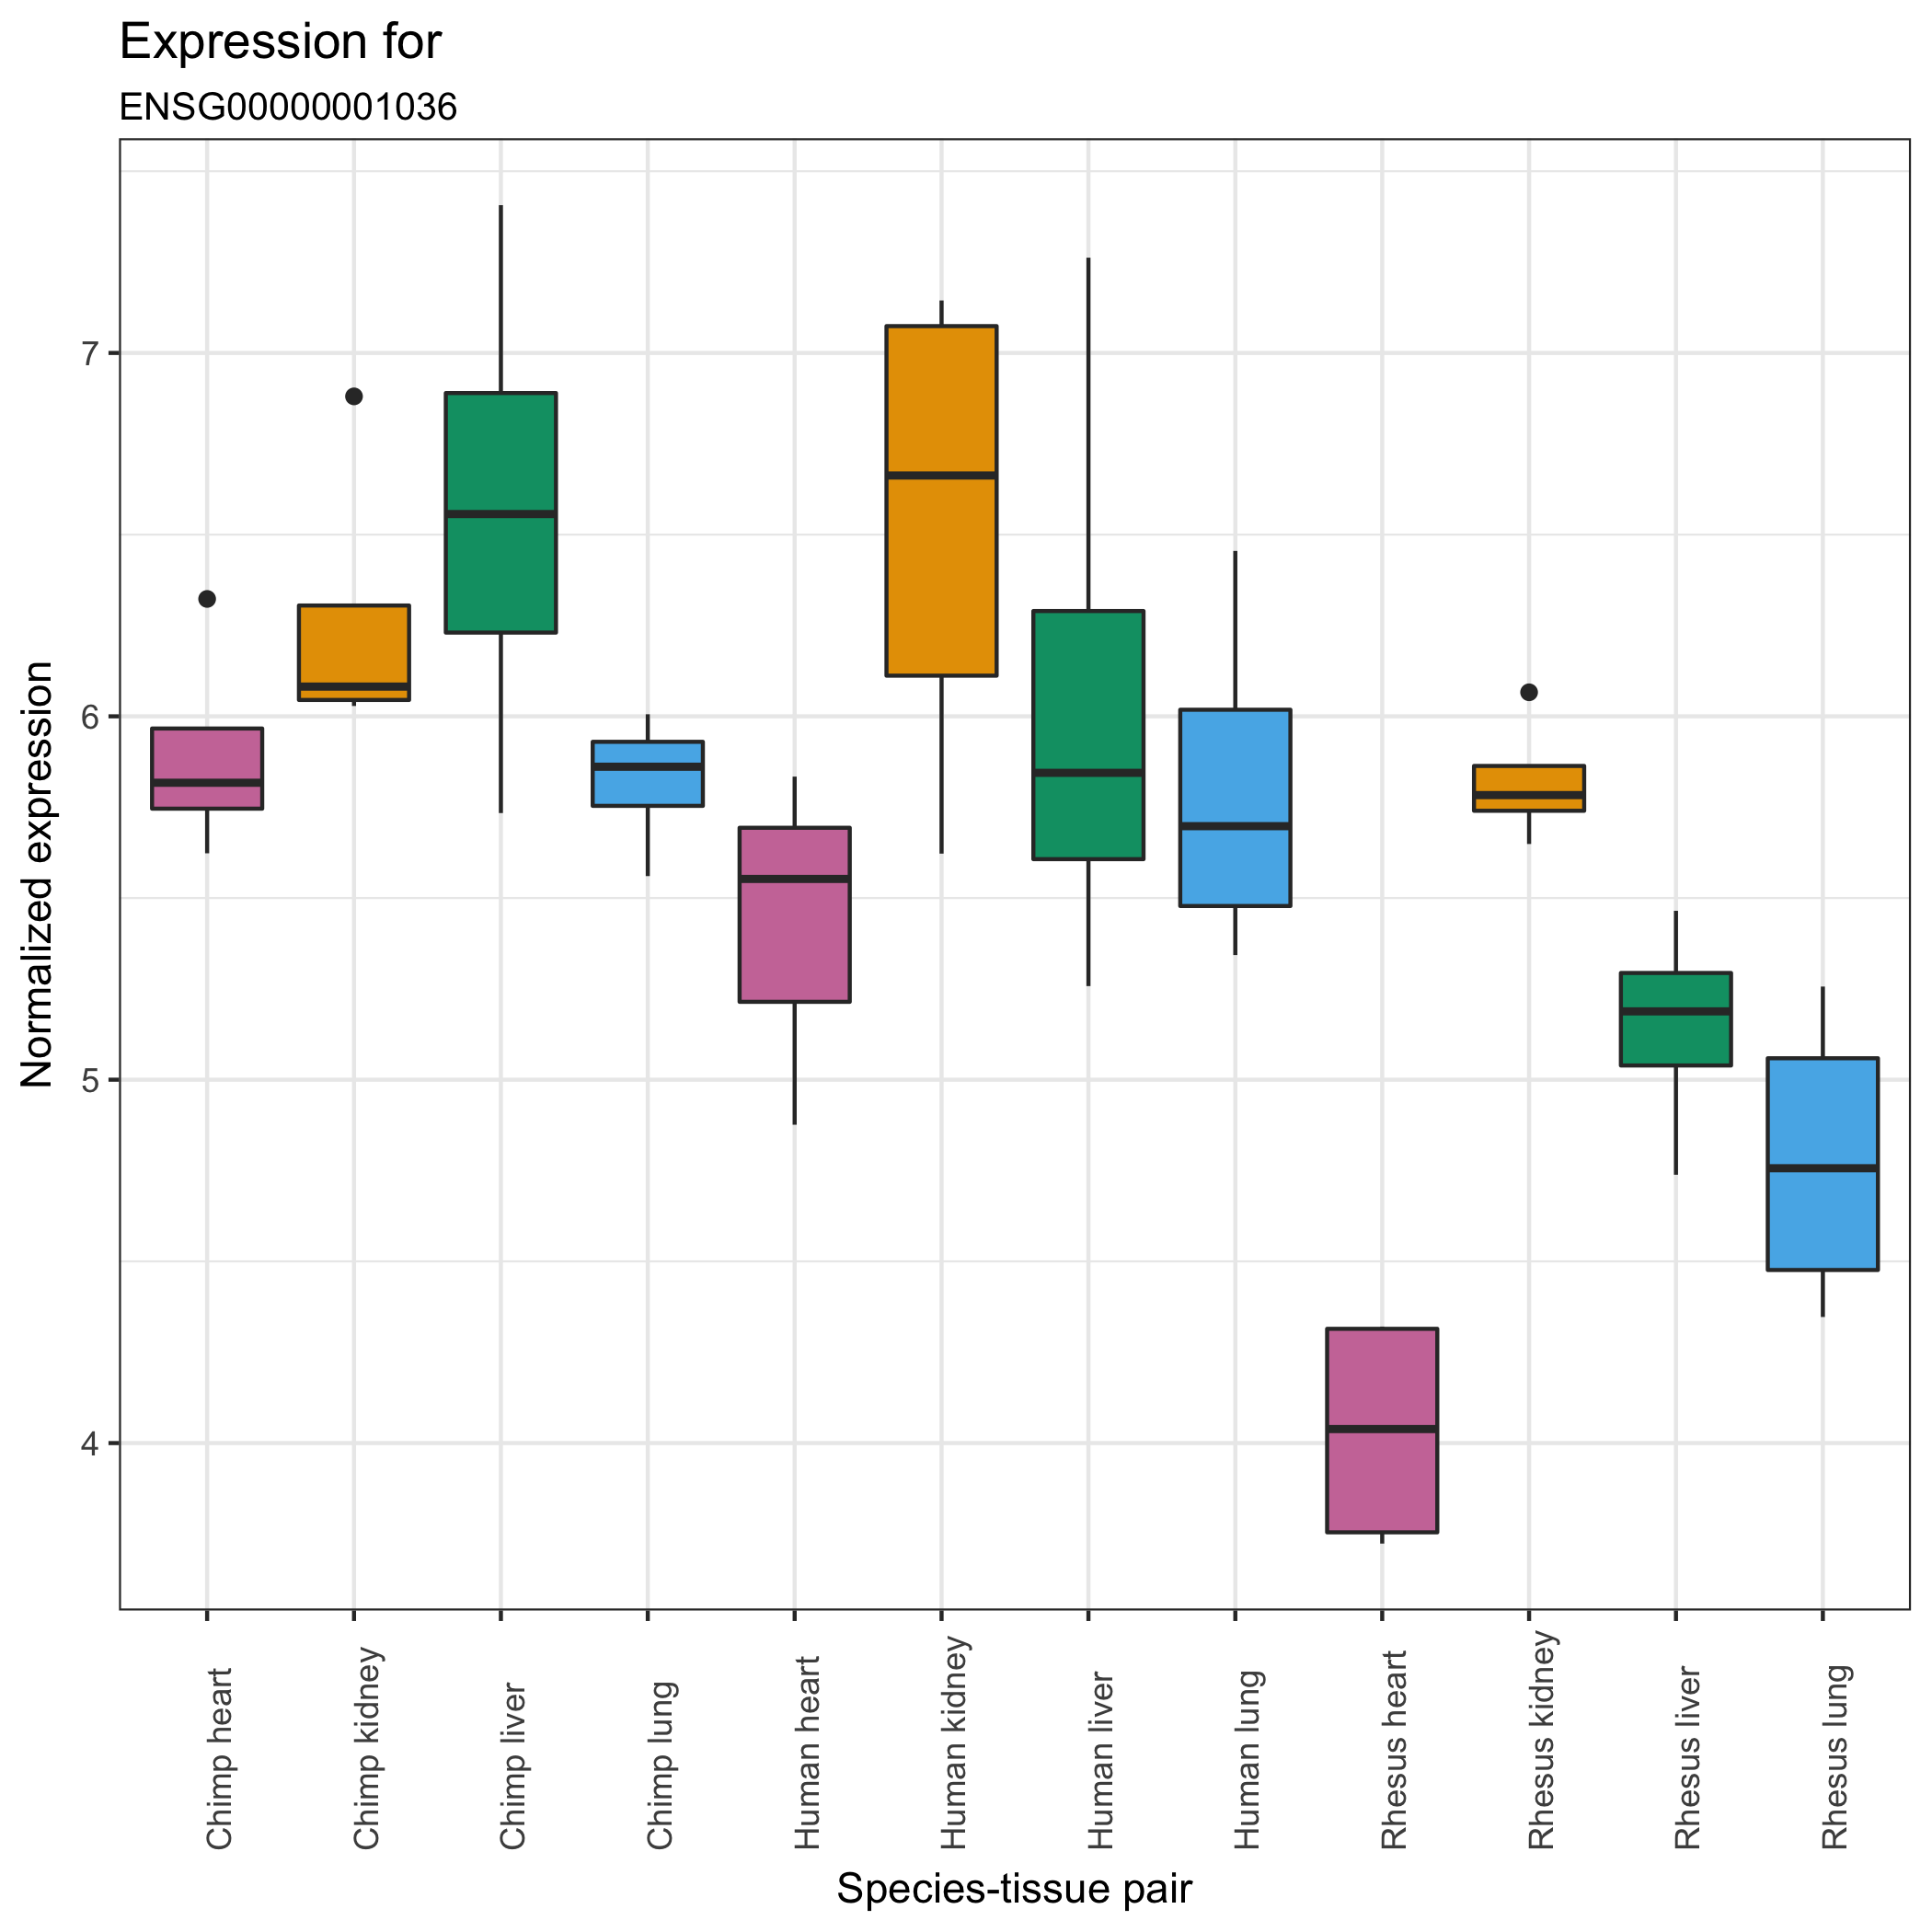 Expression for
ENSG00000001036
Normalized expression
7
6
5
4
Chimp heart
Chimp kidney
Chimp liver
Chimp lung
Human heart
Human kidney
Human liver
Human lung
Rhesus heart
Rhesus kidney
Rhesus liver
Rhesus lung
Species-tissue pair